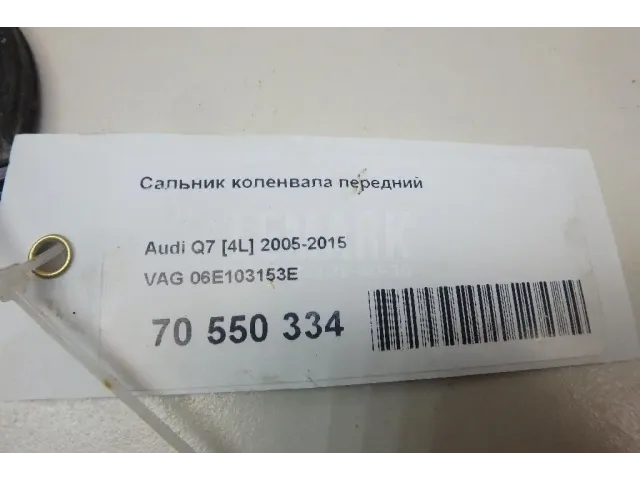 Сальник коленвала передний
Audi Q7 [4L] 2005-2015
VAG 06E103153E
70 550 334